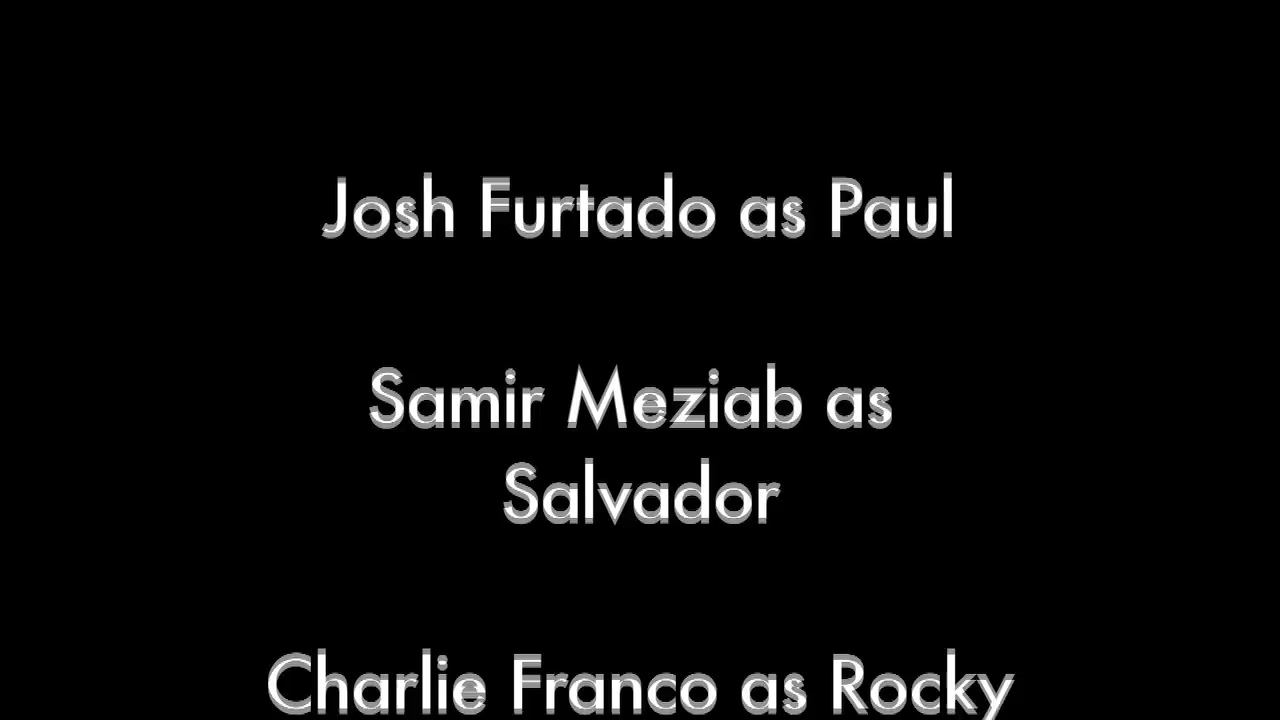 Josh Furtado as Paul
Samir Meziab as
Salvador
Charlie Franco as Rocky